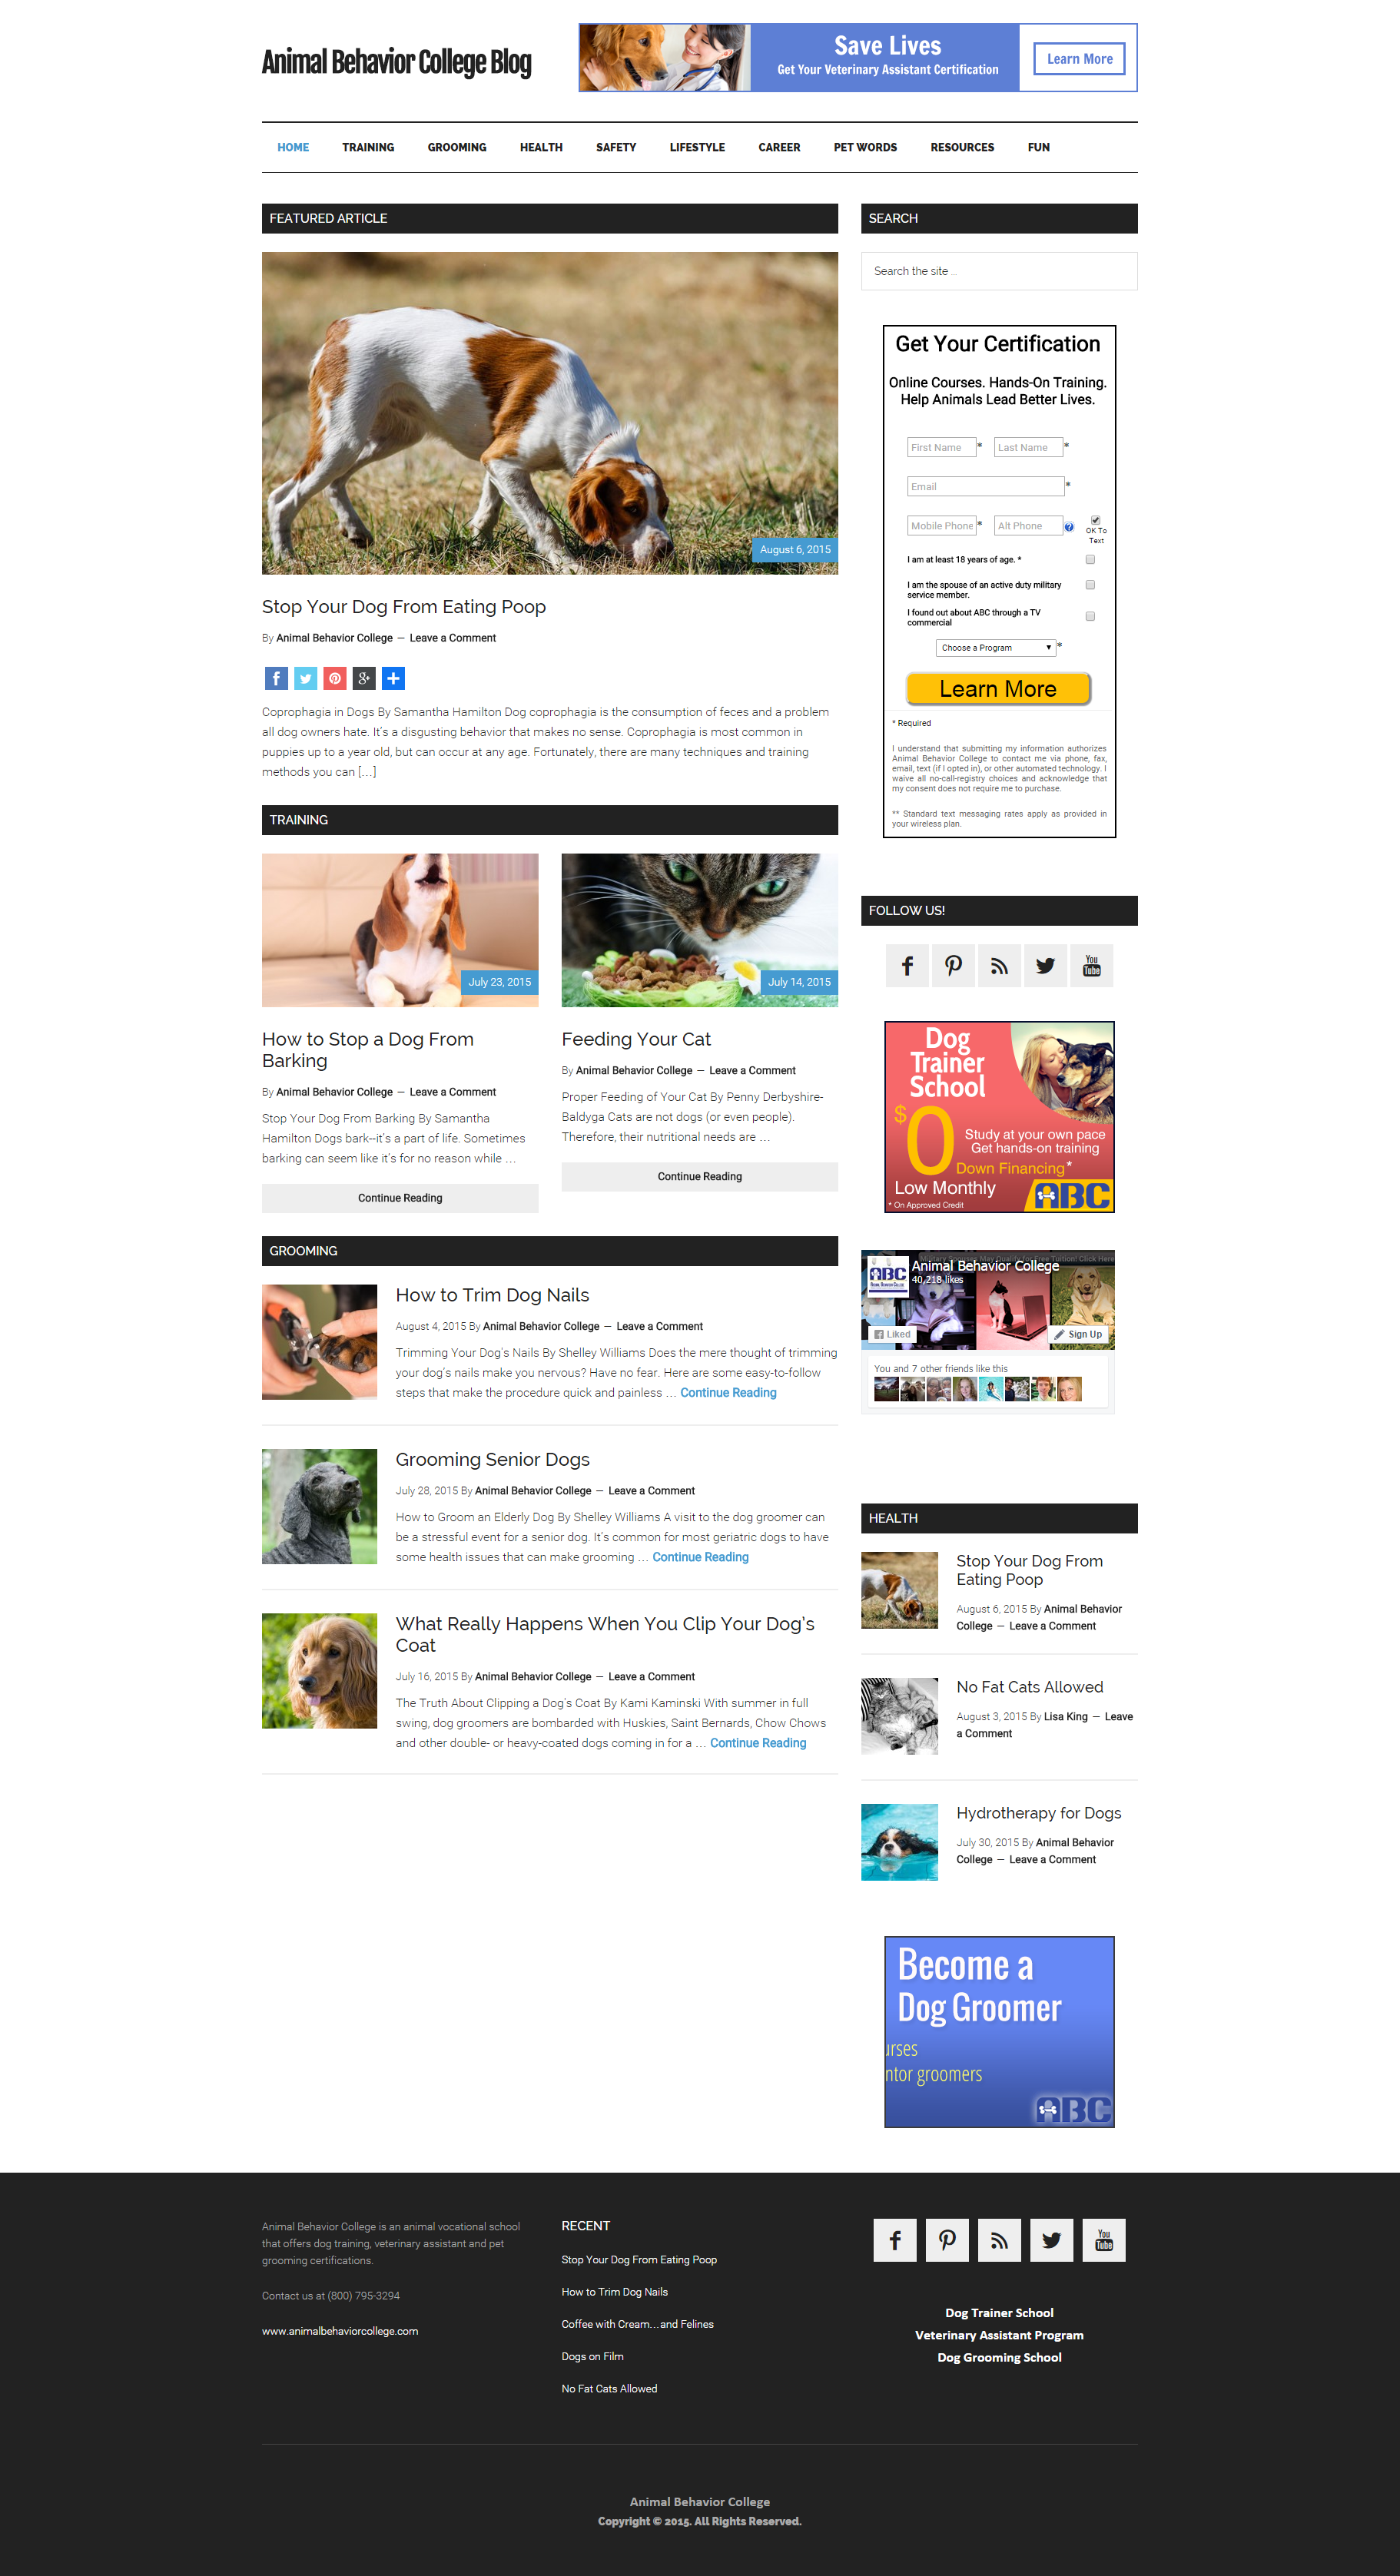 Animal Behavior College Blog
Save Lives
Get Your Veterinary Assistant Certification
Learn More
HOME TRAINING GROOMING HEALTH SAFETY LIFESTYLE CAREER PET WORDS RESOURCES FUN
FEATURED ARTICLE
August 6, 2015
Stop Your Dog From Eating Poop
By Animal Behavior College — Leave a Comment
Coprophagia in Dogs By Samantha Hamilton Dog coprophagia is the consumption of feces and a problem
all dog owners hate. It's a disgusting behavior that makes no sense. Coprophagia is most common in
puppies up to a year old, but can occur at any age. Fortunately, there are many techniques and training
methods you can [...]
TRAINING
July 23, 2015
How to Stop a Dog From
Barking
By Animal Behavior College — Leave a Comment
Stop Your Dog From Barking By Samantha
Hamilton Dogs bark--it's a part of life. Sometimes
barking can seem like it's for no reason while ...
Continue Reading
July 14, 2015
Feeding Your Cat
By Animal Behavior College — Leave a Comment
Proper Feeding of Your Cat By Penny Derbyshire-
Baldyga Cats are not dogs (or even people).
Therefore, their nutritional needs are ...
Continue Reading
GROOMING
How to Trim Dog Nails
August 4, 2015 By Animal Behavior College — Leave a Comment
Trimming Your Dog's Nails By Shelley Williams Does the mere thought of trimming
your dog's nails make you nervous? Have no fear. Here are some easy-to-follow
steps that make the procedure quick and painless ... Continue Reading
Grooming Senior Dogs
July 28, 2015 By Animal Behavior College — Leave a Comment
How to Groom an Elderly Dog By Shelley Williams A visit to the dog groomer can
be a stressful event for a senior dog. It's common for most geriatric dogs to have
some health issues that can make grooming ... Continue Reading
What Really Happens When You Clip Your Dog's
Coat
July 16, 2015 By Animal Behavior College — Leave a Comment
The Truth About Clipping a Dog's Coat By Kami Kaminski With summer in full
swing, dog groomers are bombarded with Huskies, Saint Bernards, Chow Chows
and other double- or heavy-coated dogs coming in for a ... Continue Reading
SEARCH
Search the site ...
Get Your Certification
Online Courses. Hands-On Training.
Help Animals Lead Better Lives.
First Name * Last Name *
Email *
Mobile Phone * Alt Phone ?
OK To
Text
I am at least 18 years of age. *
I am the spouse of an active duty military
service member.
I found out about ABC through a TV
commercial
Choose a Program *
Learn More
* Required
I understand that submitting my information authorizes
Animal Behavior College to contact me via phone, fax,
email, text (if I opted in), or other automated technology. I
waive all no-call-registry choices and acknowledge that
my consent does not require me to purchase.
** Standard text messaging rates apply as provided in
your wireless plan.
FOLLOW US!
You
Tube
Dog
Trainer
School
$0
Study at your own pace
Get hands-on training
Down Financing*
Low Monthly
* On Approved Credit
ABC
Military Spouses May Qualify for Free Tuition! Click Here
ABC
Animal Behavior College
40,218 likes
Liked
Sign Up
You and 7 other friends like this
HEALTH
Stop Your Dog From
Eating Poop
August 6, 2015 By Animal Behavior
College — Leave a Comment
No Fat Cats Allowed
August 3, 2015 By Lisa King — Leave
a Comment
Hydrotherapy for Dogs
July 30, 2015 By Animal Behavior
College — Leave a Comment
Become a
Dog Groomer
urses
ntor groomers
ABC
Animal Behavior College is an animal vocational school
that offers dog training, veterinary assistant and pet
grooming certifications.
Contact us at (800) 795-3294
www.animalbehaviorcollege.com
RECENT
Stop Your Dog From Eating Poop
How to Trim Dog Nails
Coffee with Cream...and Felines
Dogs on Film
No Fat Cats Allowed
You
Tube
Dog Trainer School
Veterinary Assistant Program
Dog Grooming School
Animal Behavior College
Copyright © 2015. All Rights Reserved.